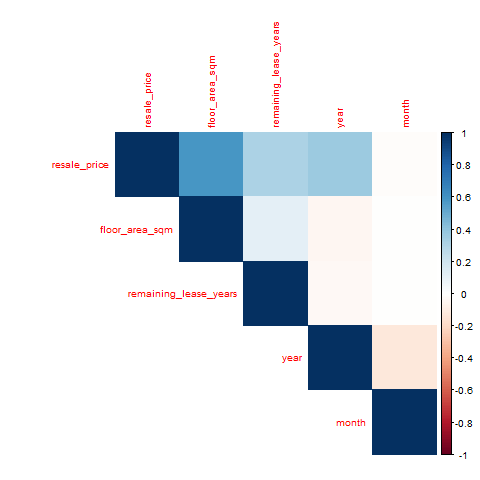 resale_price
floor_area_sqm
remaining_lease_years
year
month
resale_price
floor_area_sqm
remaining_lease_years
year
month
1
0.8
0.6
0.4
0.2
0
-0.2
-0.4
-0.6
-0.8
-1